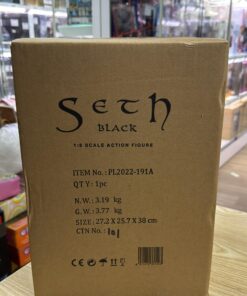 SETH
BLACK
1:6 SCALE ACTION FIGURE
ITEM No.: PL2022-191A
QTY: 1pc
N.W.: 3.19 kg
G.W.: 3.77 kg
SIZE: 27.2 X 25.7 X 38 cm
CTN No.: